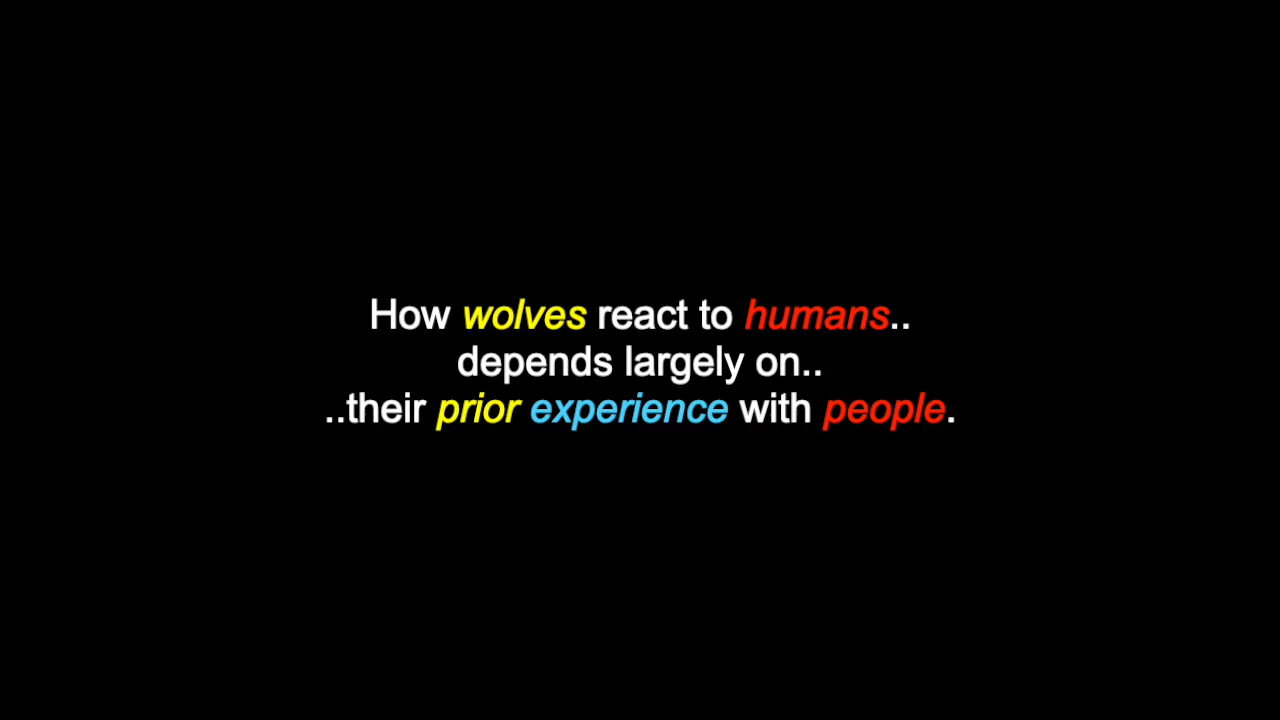 How wolves react to humans..
depends largely on..
..their prior experience with people.